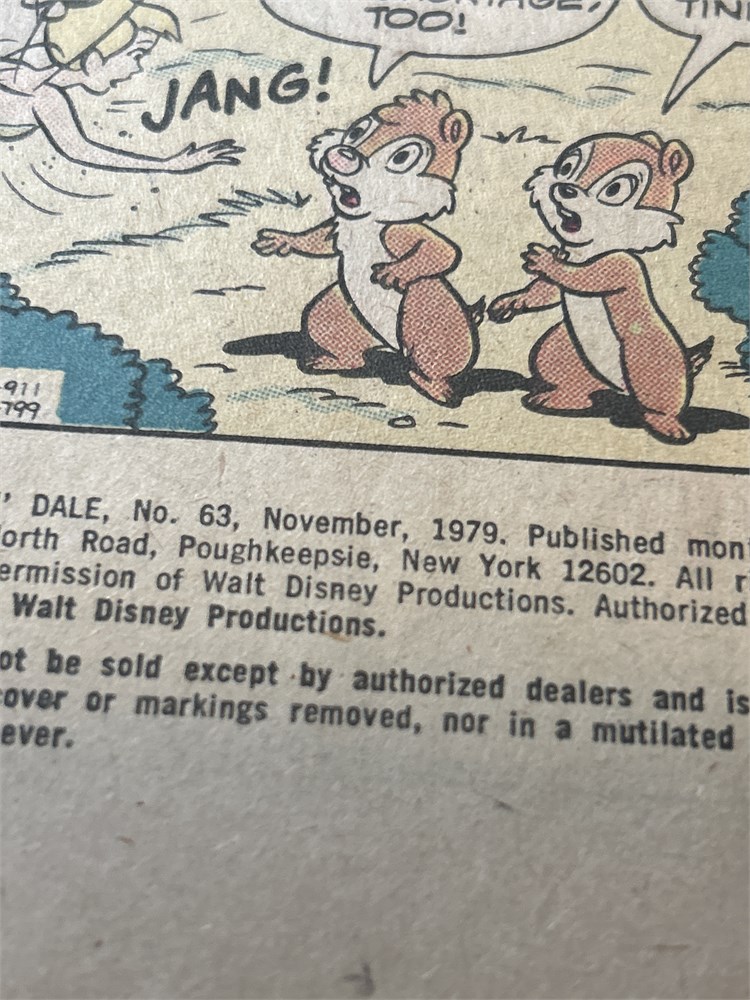 TOO!
JANG!
-911
-799
' DALE, No. 63, November, 1979. Published mon
orth Road, Poughkeepsie, New York 12602. All r
ermission of Walt Disney Productions. Authorized
Walt Disney Productions.
ot be sold except by authorized dealers and is
cover or markings removed, nor in a mutilated
ever.